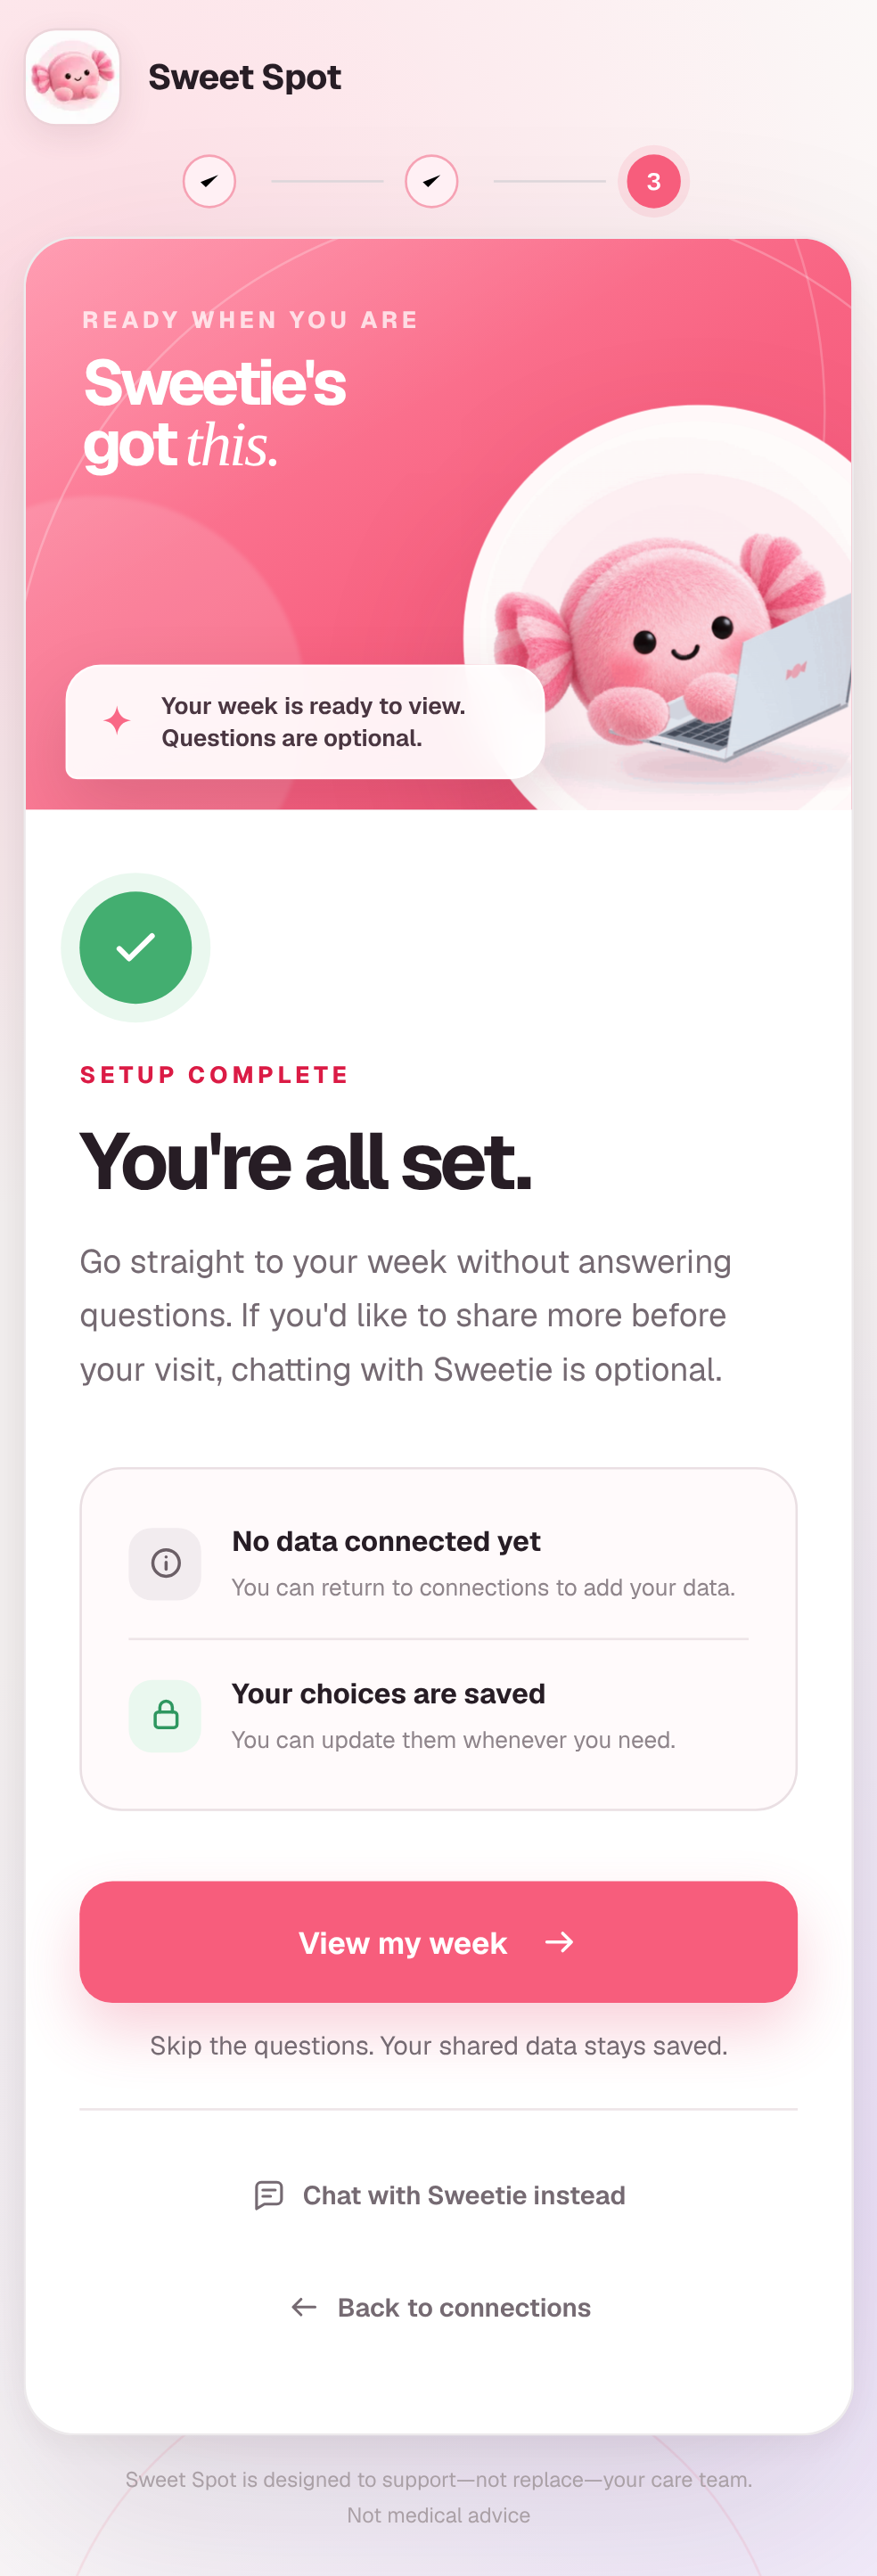 Sweet Spot
3
READY WHEN YOU ARE
Sweetie's
got this.
Your week is ready to view.
Questions are optional.
SETUP COMPLETE
You're all set.
Go straight to your week without answering
questions. If you'd like to share more before
your visit, chatting with Sweetie is optional.
No data connected yet
You can return to connections to add your data.
Your choices are saved
You can update them whenever you need.
View my week
Skip the questions. Your shared data stays saved.
Chat with Sweetie instead
Back to connections
Sweet Spot is designed to support—not replace—your care team.
Not medical advice